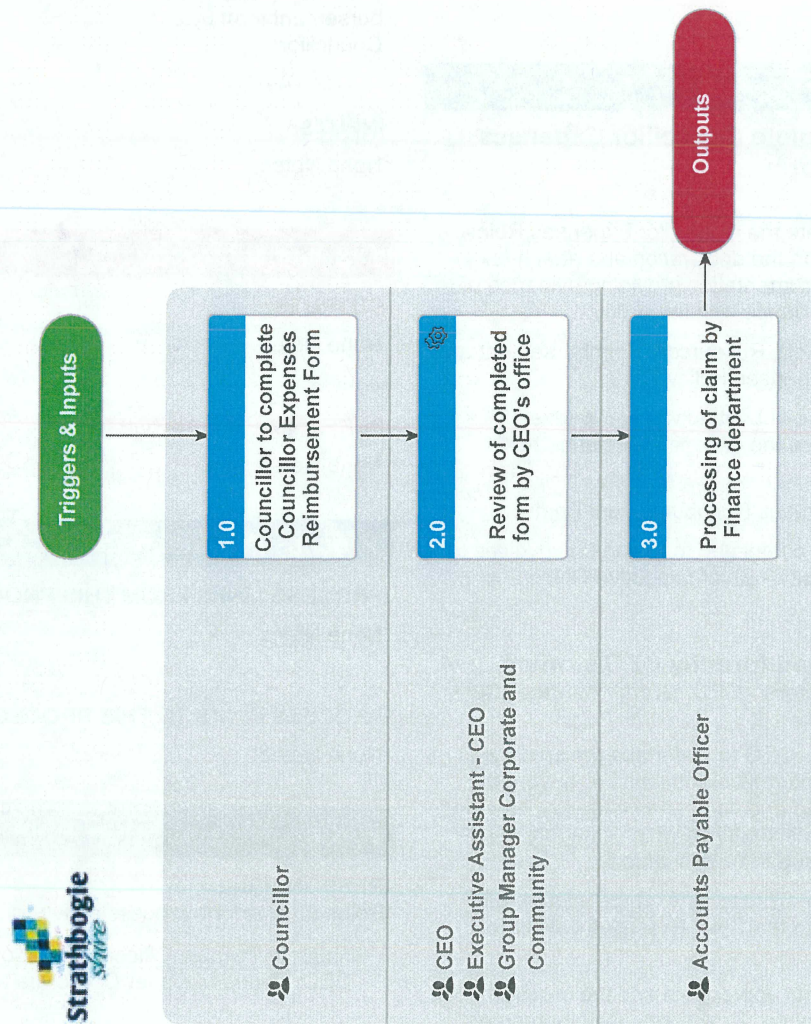 Strathbogie
shire
Triggers & Inputs
Councillor
1.0
Councillor to complete
Councillor Expenses
Reimbursement Form
CEO
Executive Assistant - CEO
Group Manager Corporate and
Community
2.0
Review of completed
form by CEO's office
Accounts Payable Officer
3.0
Processing of claim by
Finance department
Outputs